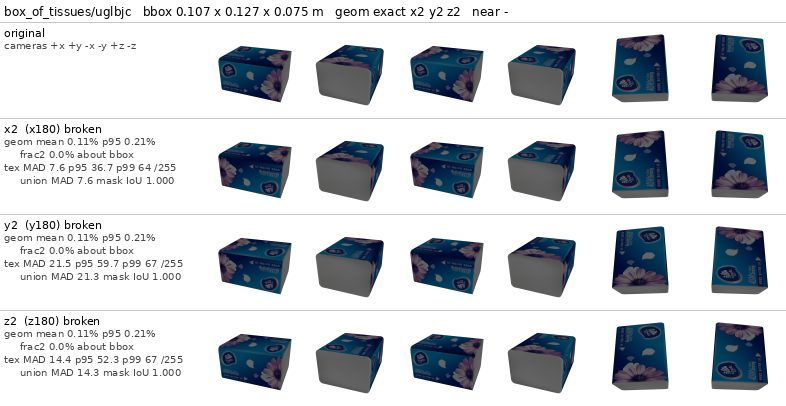 box_of_tissues/uglbjc bbox 0.107 x 0.127 x 0.075 m geom exact x2 y2 z2 near -
original
cameras +x +y -x -y +z -z
x2 (x180) broken
geom mean 0.11% p95 0.21%
frac2 0.0% about bbox
tex MAD 7.6 p95 36.7 p99 64 /255
union MAD 7.6 mask IoU 1.000
y2 (y180) broken
geom mean 0.11% p95 0.21%
frac2 0.0% about bbox
tex MAD 21.5 p95 59.7 p99 67 /255
union MAD 21.3 mask IoU 1.000
z2 (z180) broken
geom mean 0.11% p95 0.21%
frac2 0.0% about bbox
tex MAD 14.4 p95 52.3 p99 67 /255
union MAD 14.3 mask IoU 1.000